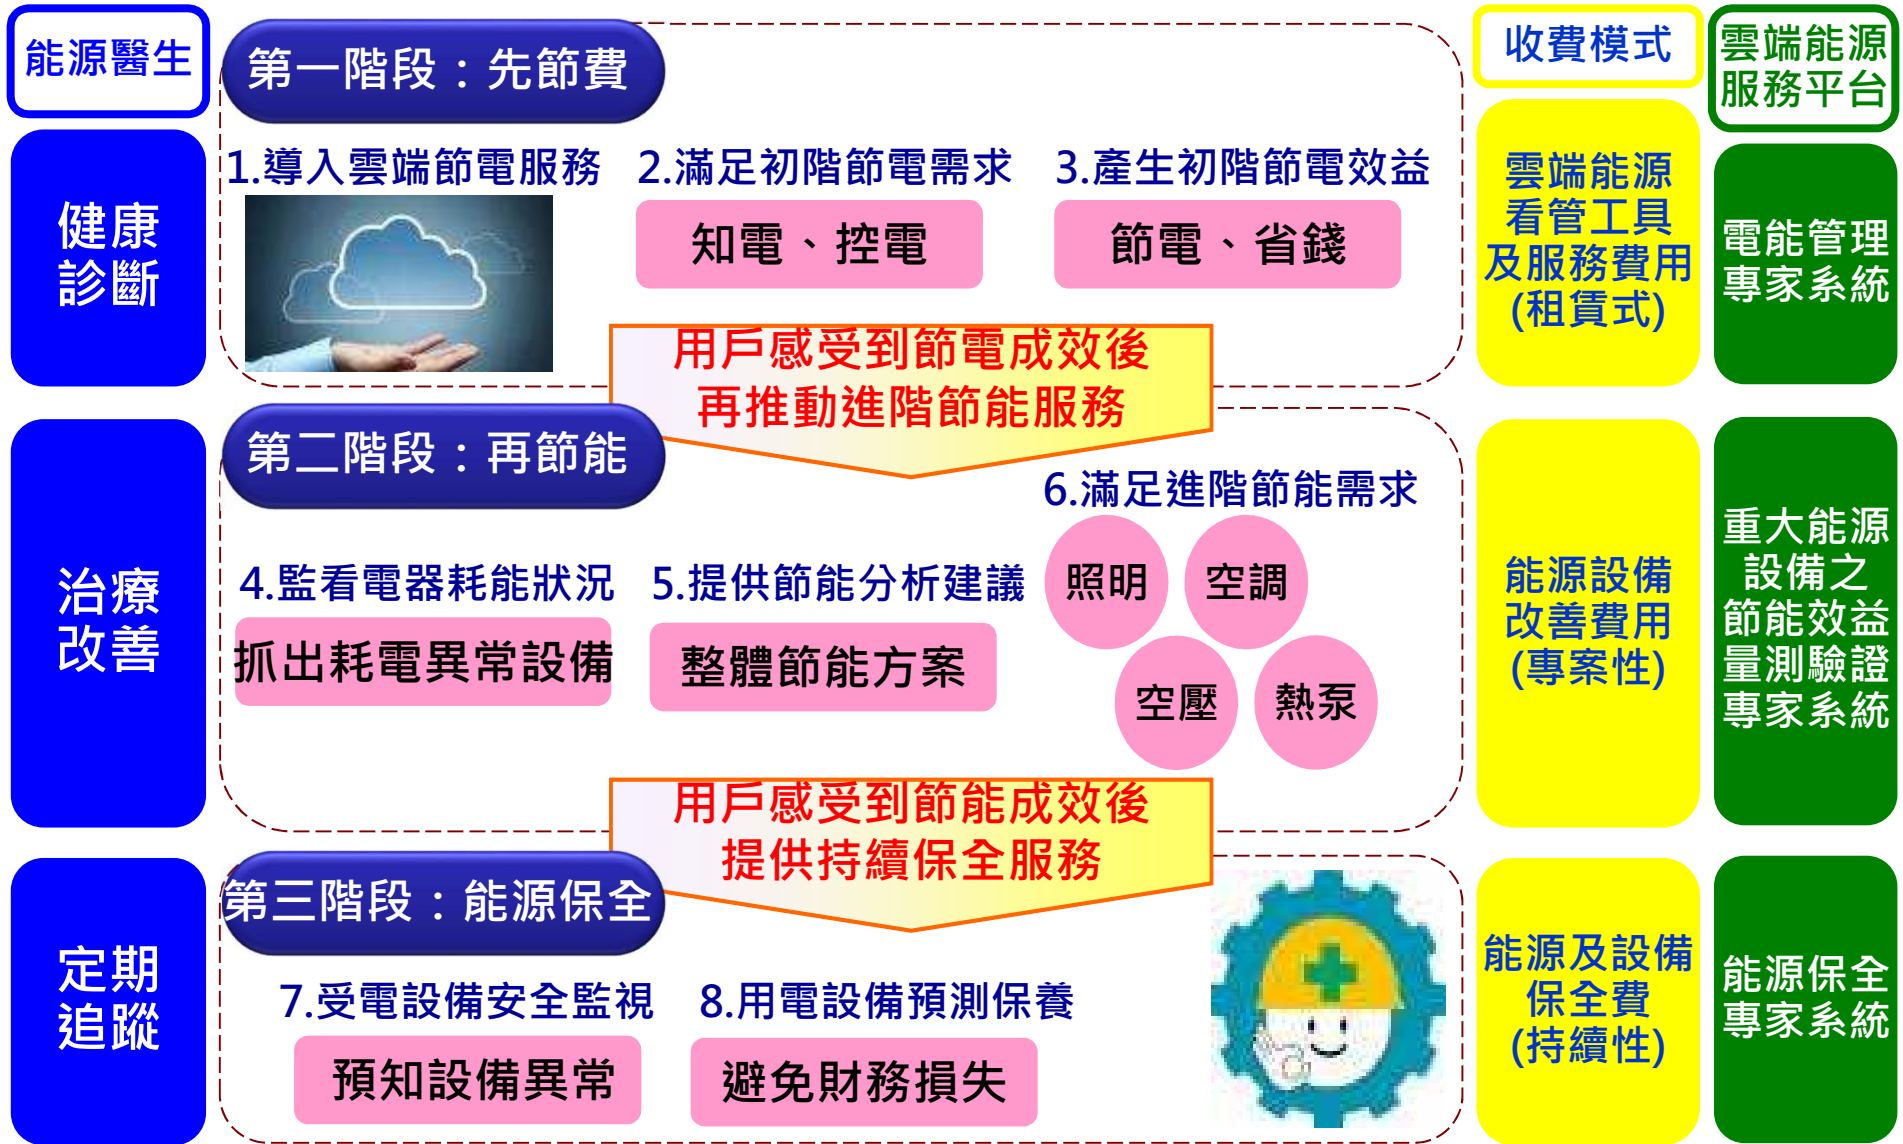 能源醫生
第一階段：先節費
收費模式
雲端能源
服務平台
健康
診斷
1.導入雲端節電服務
2.滿足初階節電需求
知電、控電
3.產生初階節電效益
節電、省錢
雲端能源
看管工具
及服務費用
(租賃式)
電能管理
專家系統
用戶感受到節電成效後
再推動進階節能服務
治療
改善
第二階段：再節能
4.監看電器耗能狀況
抓出耗電異常設備
5.提供節能分析建議
整體節能方案
6.滿足進階節能需求
照明
空調
空壓
熱泵
能源設備
改善費用
(專案性)
重大能源
設備之
節能效益
量測驗證
專家系統
用戶感受到節能成效後
提供持續保全服務
定期
追蹤
第三階段：能源保全
7.受電設備安全監視
預知設備異常
8.用電設備預測保養
避免財務損失
能源及設備
保全費
(持續性)
能源保全
專家系統